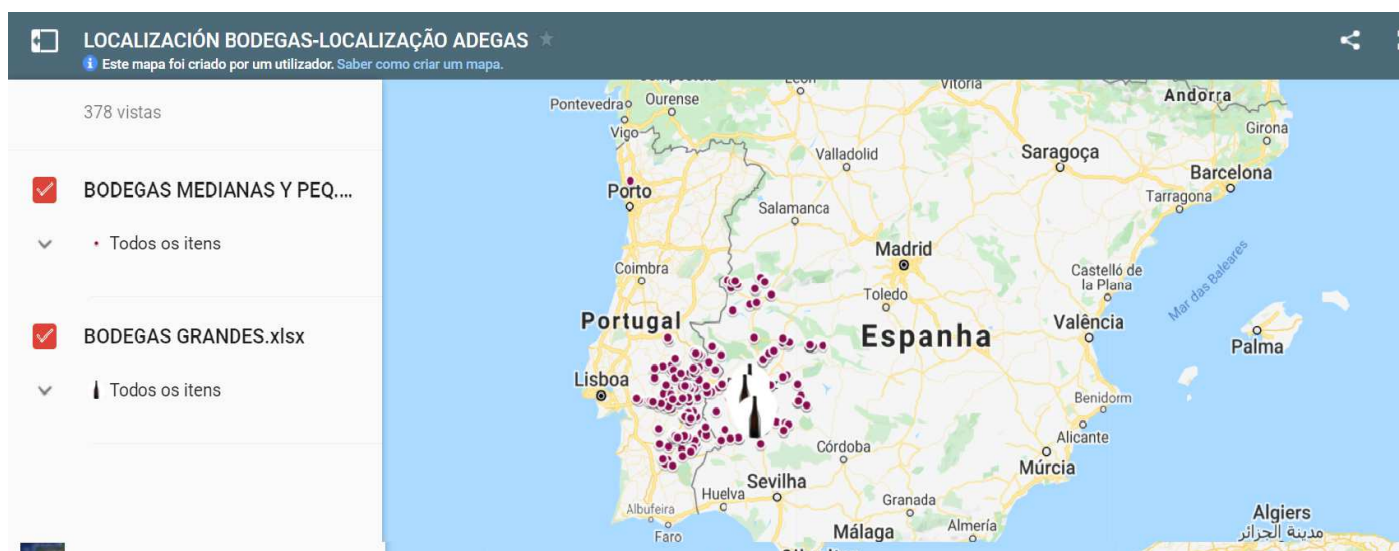 LOCALIZACIÓN BODEGAS-LOCALIZAÇÃO ADEGAS
Este mapa foi criado por um utilizador. Saber como criar um mapa.
378 vistas
BODEGAS MEDIANAS Y PEQ....
Todos os itens
BODEGAS GRANDES.xlsx
Todos os itens
Vitoria
Andorra
Pontevedra
Ourense
Girona
Vigo
Valladolid
Saragoça
Barcelona
Porto
Tarragona
Salamanca
Madrid
Coimbra
Castelló de
la Plana
Mar das Baleares
Toledo
Portugal
Espanha
València
Palma
Lisboa
Benidorm
Alicante
Córdoba
Múrcia
Sevilha
Huelva
Granada
Albufeira
Almería
Algiers
مدينة الجزائر
Faro
Málaga